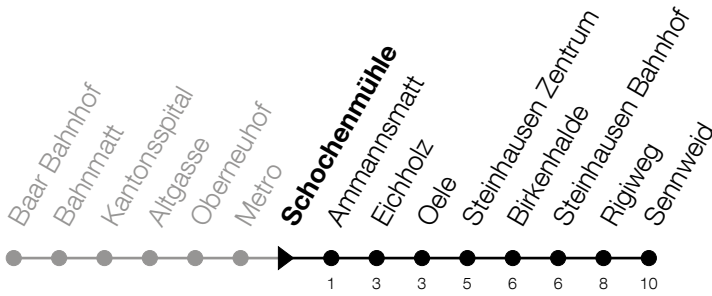 Baar Bahnhof
Bahnmatt
Kantonsspital
Altgasse
Oberneuhof
Metro
Schochenmühle
Ammannsmatt
Eichholz
Oele
Steinhausen Zentrum
Birkenhalde
Steinhausen Bahnhof
Rigiweg
Sennweid
1 3 3 5 6 6 8 10